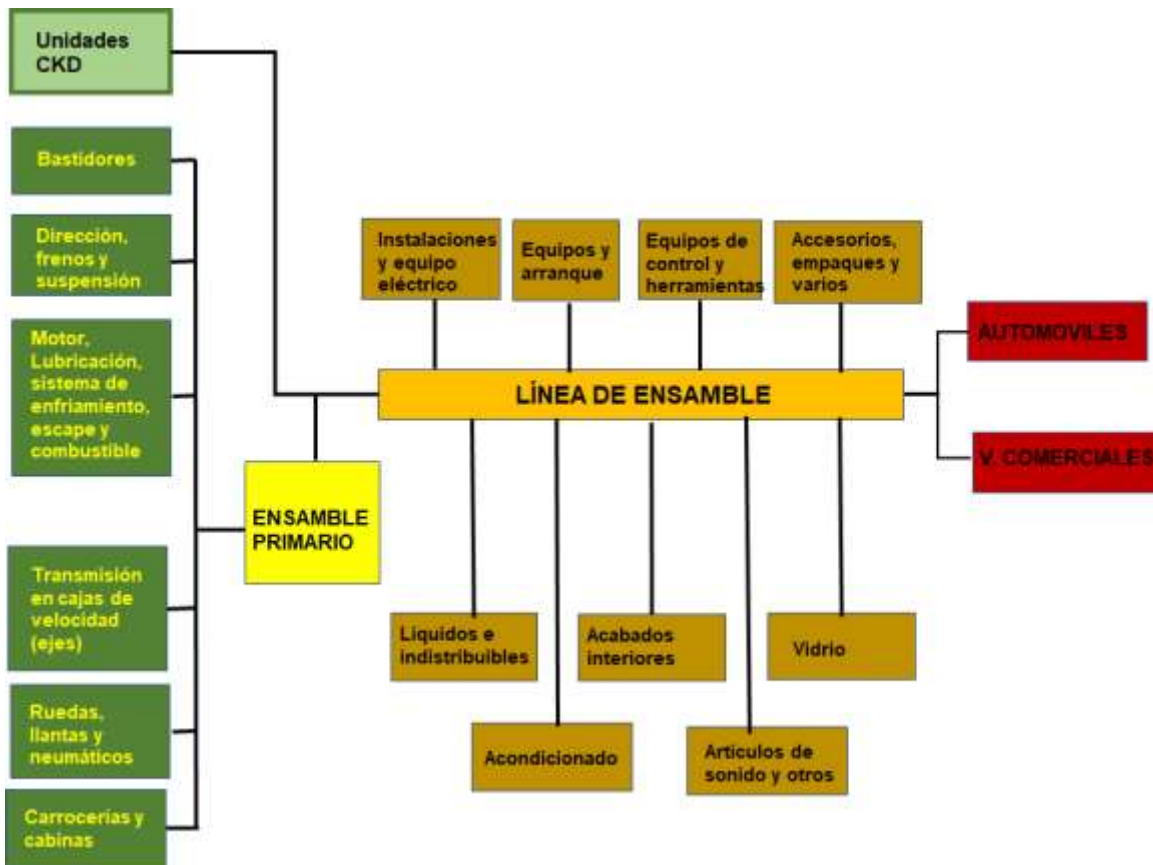 Unidades
CKD
Bastidores
Dirección,
frenos y
suspensión
Motor,
Lubricación,
sistema de
enfriamiento,
escape y
combustible
Transmisión
en cajas de
velocidad
(ejes)
Ruedas,
llantas y
neumáticos
Carrocerías y
cabinas
ENSAMBLE
PRIMARIO
Instalaciones
y equipo
eléctrico
Equipos y
arranque
Equipos de
control y
herramientas
Accesorios,
empaques y
varios
LÍNEA DE ENSAMBLE
Liquidos e
indistribuibles
Acabados
interiores
Vidrio
Acondicionado
Artículos de
sonido y otros
AUTOMOVILES
V. COMERCIALES